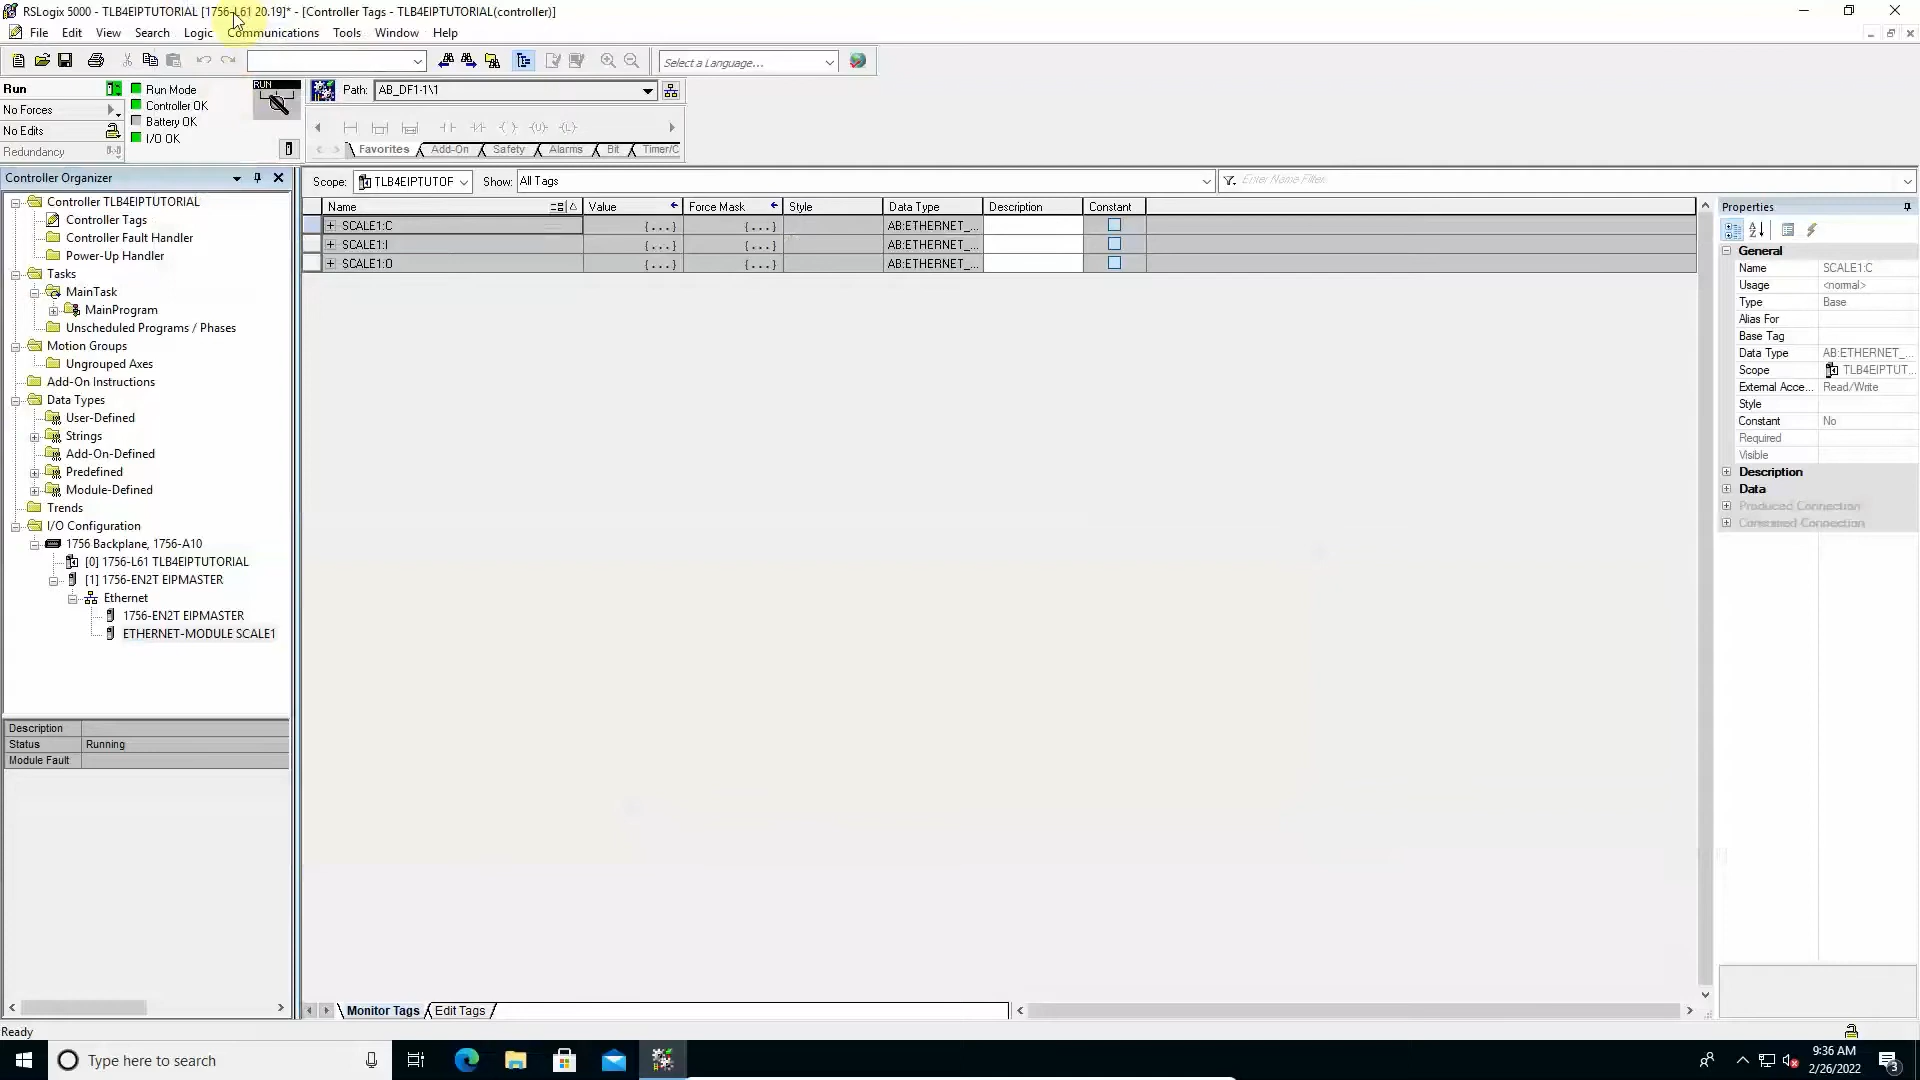 RSLogix 5000 - TLB4EIPTUTORIAL [1756-L61 20.19]* - [Controller Tags - TLB4EIPTUTORIAL(controller)]
File Edit View Search Logic Communications Tools Window Help
Select a Language...
Run
No Forces
No Edits
Redundancy
Run Mode
Controller OK
Battery OK
I/O OK
RUN
Path: AB_DF1-1\1
Favorites Add-On Safety Alarms Bit Timer/C
Controller Organizer
Controller TLB4EIPTUTORIAL
Controller Tags
Controller Fault Handler
Power-Up Handler
Tasks
MainTask
MainProgram
Unscheduled Programs / Phases
Motion Groups
Ungrouped Axes
Add-On Instructions
Data Types
User-Defined
Strings
Add-On-Defined
Predefined
Module-Defined
Trends
I/O Configuration
1756 Backplane, 1756-A10
[0] 1756-L61 TLB4EIPTUTORIAL
[1] 1756-EN2T EIPMASTER
Ethernet
1756-EN2T EIPMASTER
ETHERNET-MODULE SCALE1
Description
Status Running
Module Fault
Scope: TLB4EIPTUTOF Show: All Tags Enter Name Filter...
Name Value Force Mask Style Data Type Description Constant
SCALE1:C {...} {...} AB:ETHERNET_...
SCALE1:I {...} {...} AB:ETHERNET_...
SCALE1:O {...} {...} AB:ETHERNET_...
Monitor Tags Edit Tags
Properties
General
Name SCALE1:C
Usage <normal>
Type Base
Alias For
Base Tag
Data Type AB:ETHERNET_...
Scope TLB4EIPTUT...
External Acce... Read/Write
Style
Constant No
Required
Visible
Description
Data
Produced Connection
Consumed Connection
Ready
Type here to search
9:36 AM
2/26/2022
3